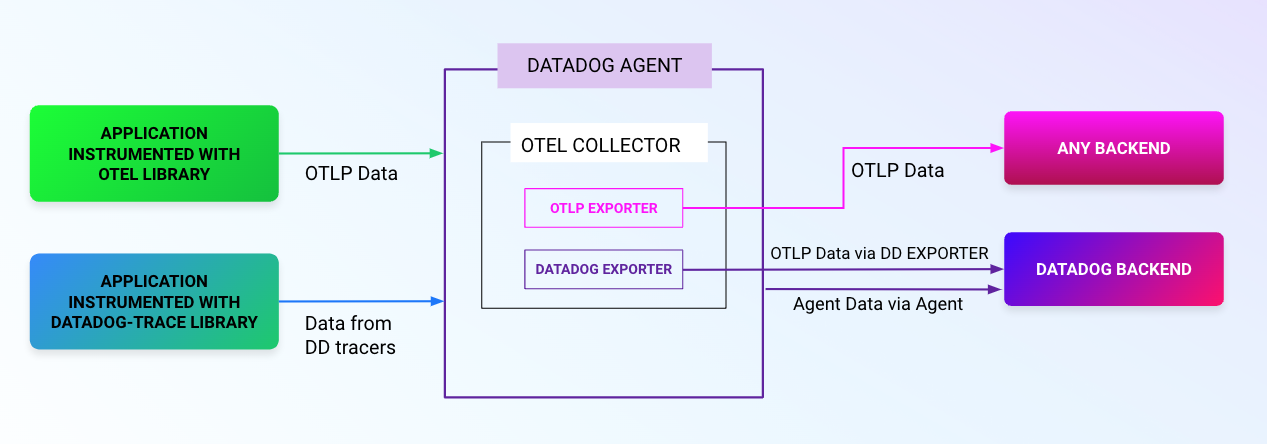 DATADOG AGENT
APPLICATION
INSTRUMENTED WITH
OTEL LIBRARY
OTLP Data
OTEL COLLECTOR
OTLP EXPORTER
DATADOG EXPORTER
OTLP Data
ANY BACKEND
APPLICATION
INSTRUMENTED WITH
DATADOG-TRACE LIBRARY
Data from
DD tracers
OTLP Data via DD EXPORTER
Agent Data via Agent
DATADOG BACKEND